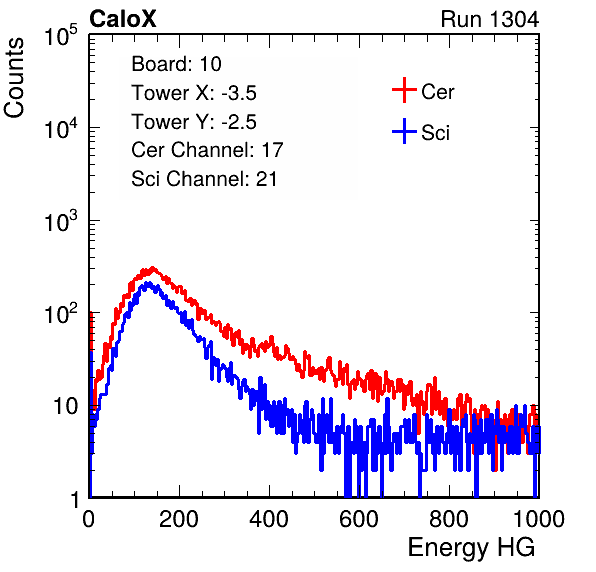 CaloX Run 1304
Counts
Board: 10
Tower X: -3.5
Tower Y: -2.5
Cer Channel: 17
Sci Channel: 21
Cer
Sci
10^5
10^4
10^3
10^2
10
1
0 200 400 600 800 1000
Energy HG